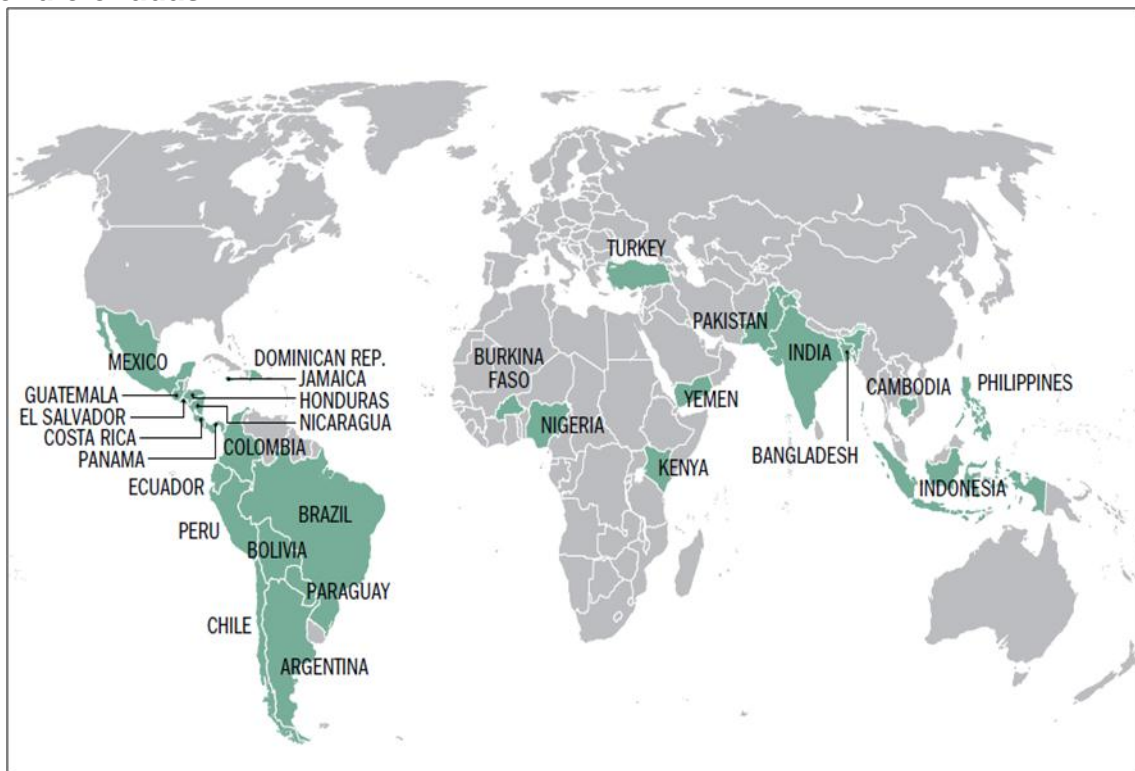 TURKEY
PAKISTAN
MEXICO
DOMINICAN REP.
JAMAICA
BURKINA
FASO
INDIA
GUATEMALA
HONDURAS
YEMEN
CAMBODIA
PHILIPPINES
EL SALVADOR
NICARAGUA
NIGERIA
COSTA RICA
PANAMA
COLOMBIA
KENYA
BANGLADESH
ECUADOR
INDONESIA
BRAZIL
PERU
BOLIVIA
PARAGUAY
CHILE
ARGENTINA